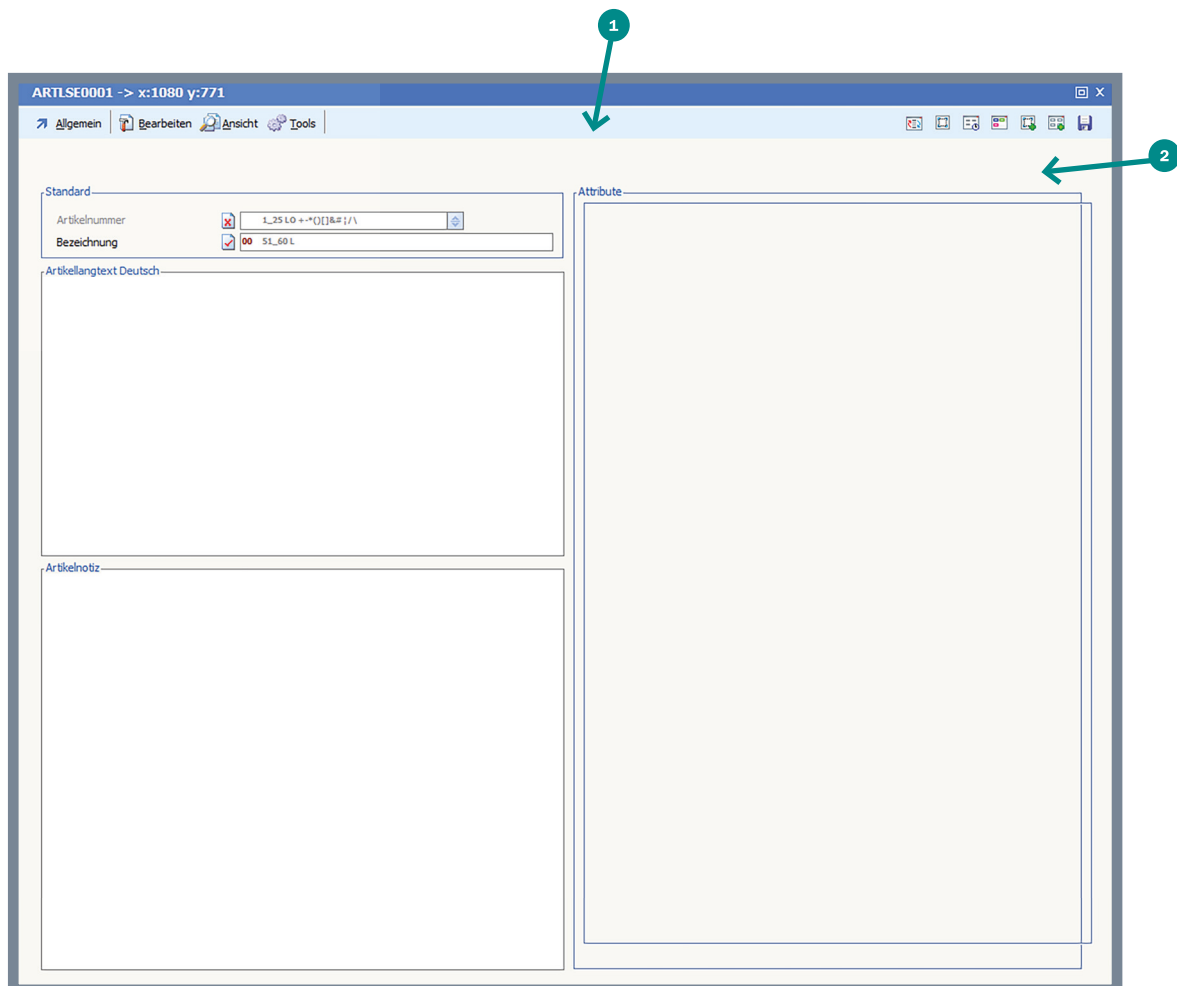 1
ARTLSE0001 -> x:1080 y:771
Allgemein Bearbeiten Ansicht Tools
2
Standard
Artikelnummer 1_25 LO +-*()[]&#¦/\
Bezeichnung 00 51_60 L
Attribute
Artikellangtext Deutsch
Artikelnotiz